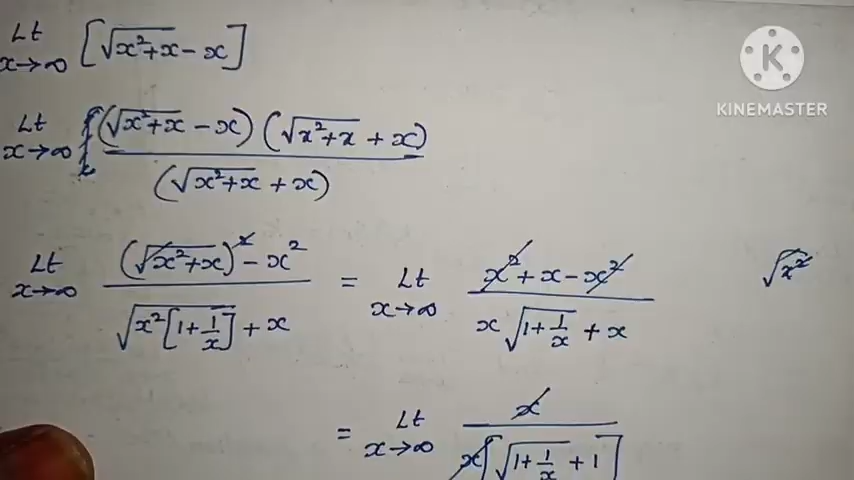 Lt x→∞ [√x²+x - x]
K
KINEMASTER
Lt x→∞ (√x²+x - x) (√x²+x + x) / (√x²+x + x)
Lt x→∞ (√x²+x)² - x² / √x²[1+1/x] + x = Lt x→∞ x² + x - x² / x √1+1/x + x
√x²
= Lt x→∞ x / x[√1+1/x + 1]